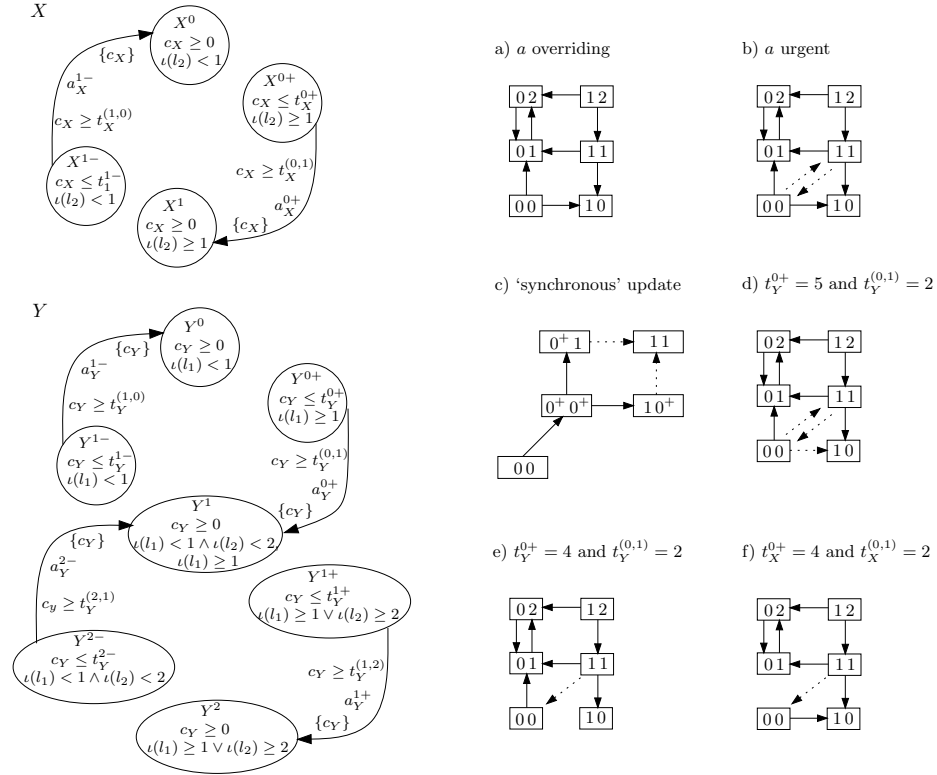 X
X^0
c_X ≥ 0
ι(l_2) < 1
{c_X}
a_X^{1-}
c_X ≥ t_X^{(1,0)}
X^{1-}
c_X ≤ t_1^{1-}
ι(l_2) < 1
X^{0+}
c_X ≤ t_X^{0+}
ι(l_2) ≥ 1
c_X ≥ t_X^{(0,1)}
a_X^{0+}
{c_X}
X^1
c_X ≥ 0
ι(l_2) ≥ 1
Y
Y^0
c_Y ≥ 0
ι(l_1) < 1
{c_Y}
a_Y^{1-}
c_Y ≥ t_Y^{(1,0)}
Y^{1-}
c_Y ≤ t_Y^{1-}
ι(l_1) < 1
Y^{0+}
c_Y ≤ t_Y^{0+}
ι(l_1) ≥ 1
c_Y ≥ t_Y^{(0,1)}
a_Y^{0+}
{c_Y}
Y^1
c_Y ≥ 0
ι(l_1) < 1 ∧ ι(l_2) < 2,
ι(l_1) ≥ 1
{c_Y}
a_Y^{2-}
c_y ≥ t_Y^{(2,1)}
Y^{2-}
c_Y ≤ t_Y^{2-}
ι(l_1) < 1 ∧ ι(l_2) < 2
Y^{1+}
c_Y ≤ t_Y^{1+}
ι(l_1) ≥ 1 ∨ ι(l_2) ≥ 2
c_Y ≥ t_Y^{(1,2)}
a_Y^{1+}
{c_Y}
Y^2
c_Y ≥ 0
ι(l_1) ≥ 1 ∨ ι(l_2) ≥ 2
a) a overriding
0 2 1 2
0 1 1 1
0 0 1 0
b) a urgent
0 2 1 2
0 1 1 1
0 0 1 0
c) ‘synchronous’ update
0^+ 1 1 1
0^+ 0^+ 1 0^+
0 0
d) t_Y^{0+} = 5 and t_Y^{(0,1)} = 2
0 2 1 2
0 1 1 1
0 0 1 0
e) t_Y^{0+} = 4 and t_Y^{(0,1)} = 2
0 2 1 2
0 1 1 1
0 0 1 0
f) t_X^{0+} = 4 and t_X^{(0,1)} = 2
0 2 1 2
0 1 1 1
0 0 1 0